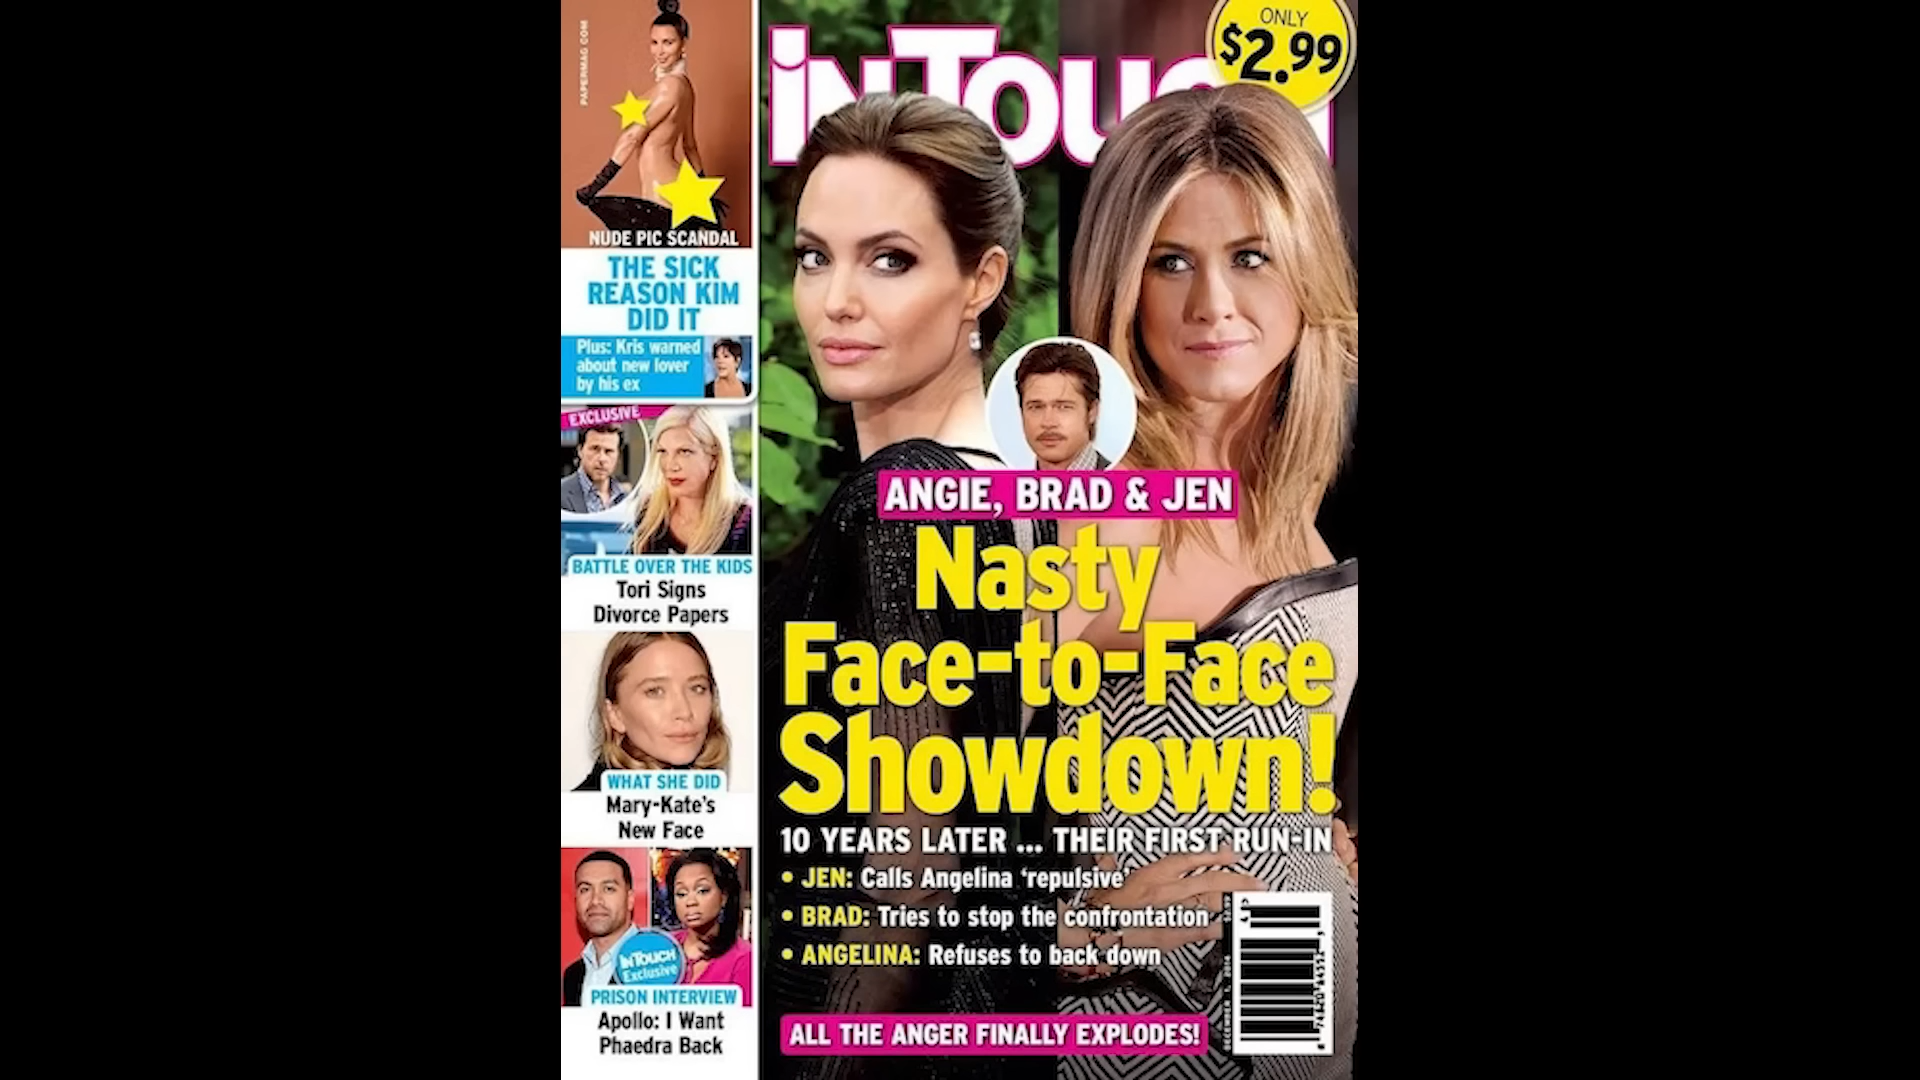 PAPERMAG.COM
NUDE PIC SCANDAL
THE SICK
REASON KIM
DID IT
Plus: Kris warned
about new lover
by his ex
EXCLUSIVE
BATTLE OVER THE KIDS
Tori Signs
Divorce Papers
WHAT SHE DID
Mary-Kate's
New Face
INTOUCH
Exclusive
PRISON INTERVIEW
Apollo: I Want
Phaedra Back
INTOUC
ONLY
$2.99
ANGIE, BRAD & JEN
Nasty
Face-to-Face
Showdown!
10 YEARS LATER ... THEIR FIRST RUN-IN
• JEN: Calls Angelina ‘repulsive’
• BRAD: Tries to stop the confrontation
• ANGELINA: Refuses to back down
ALL THE ANGER FINALLY EXPLODES!
DECEMBER 1, 2014